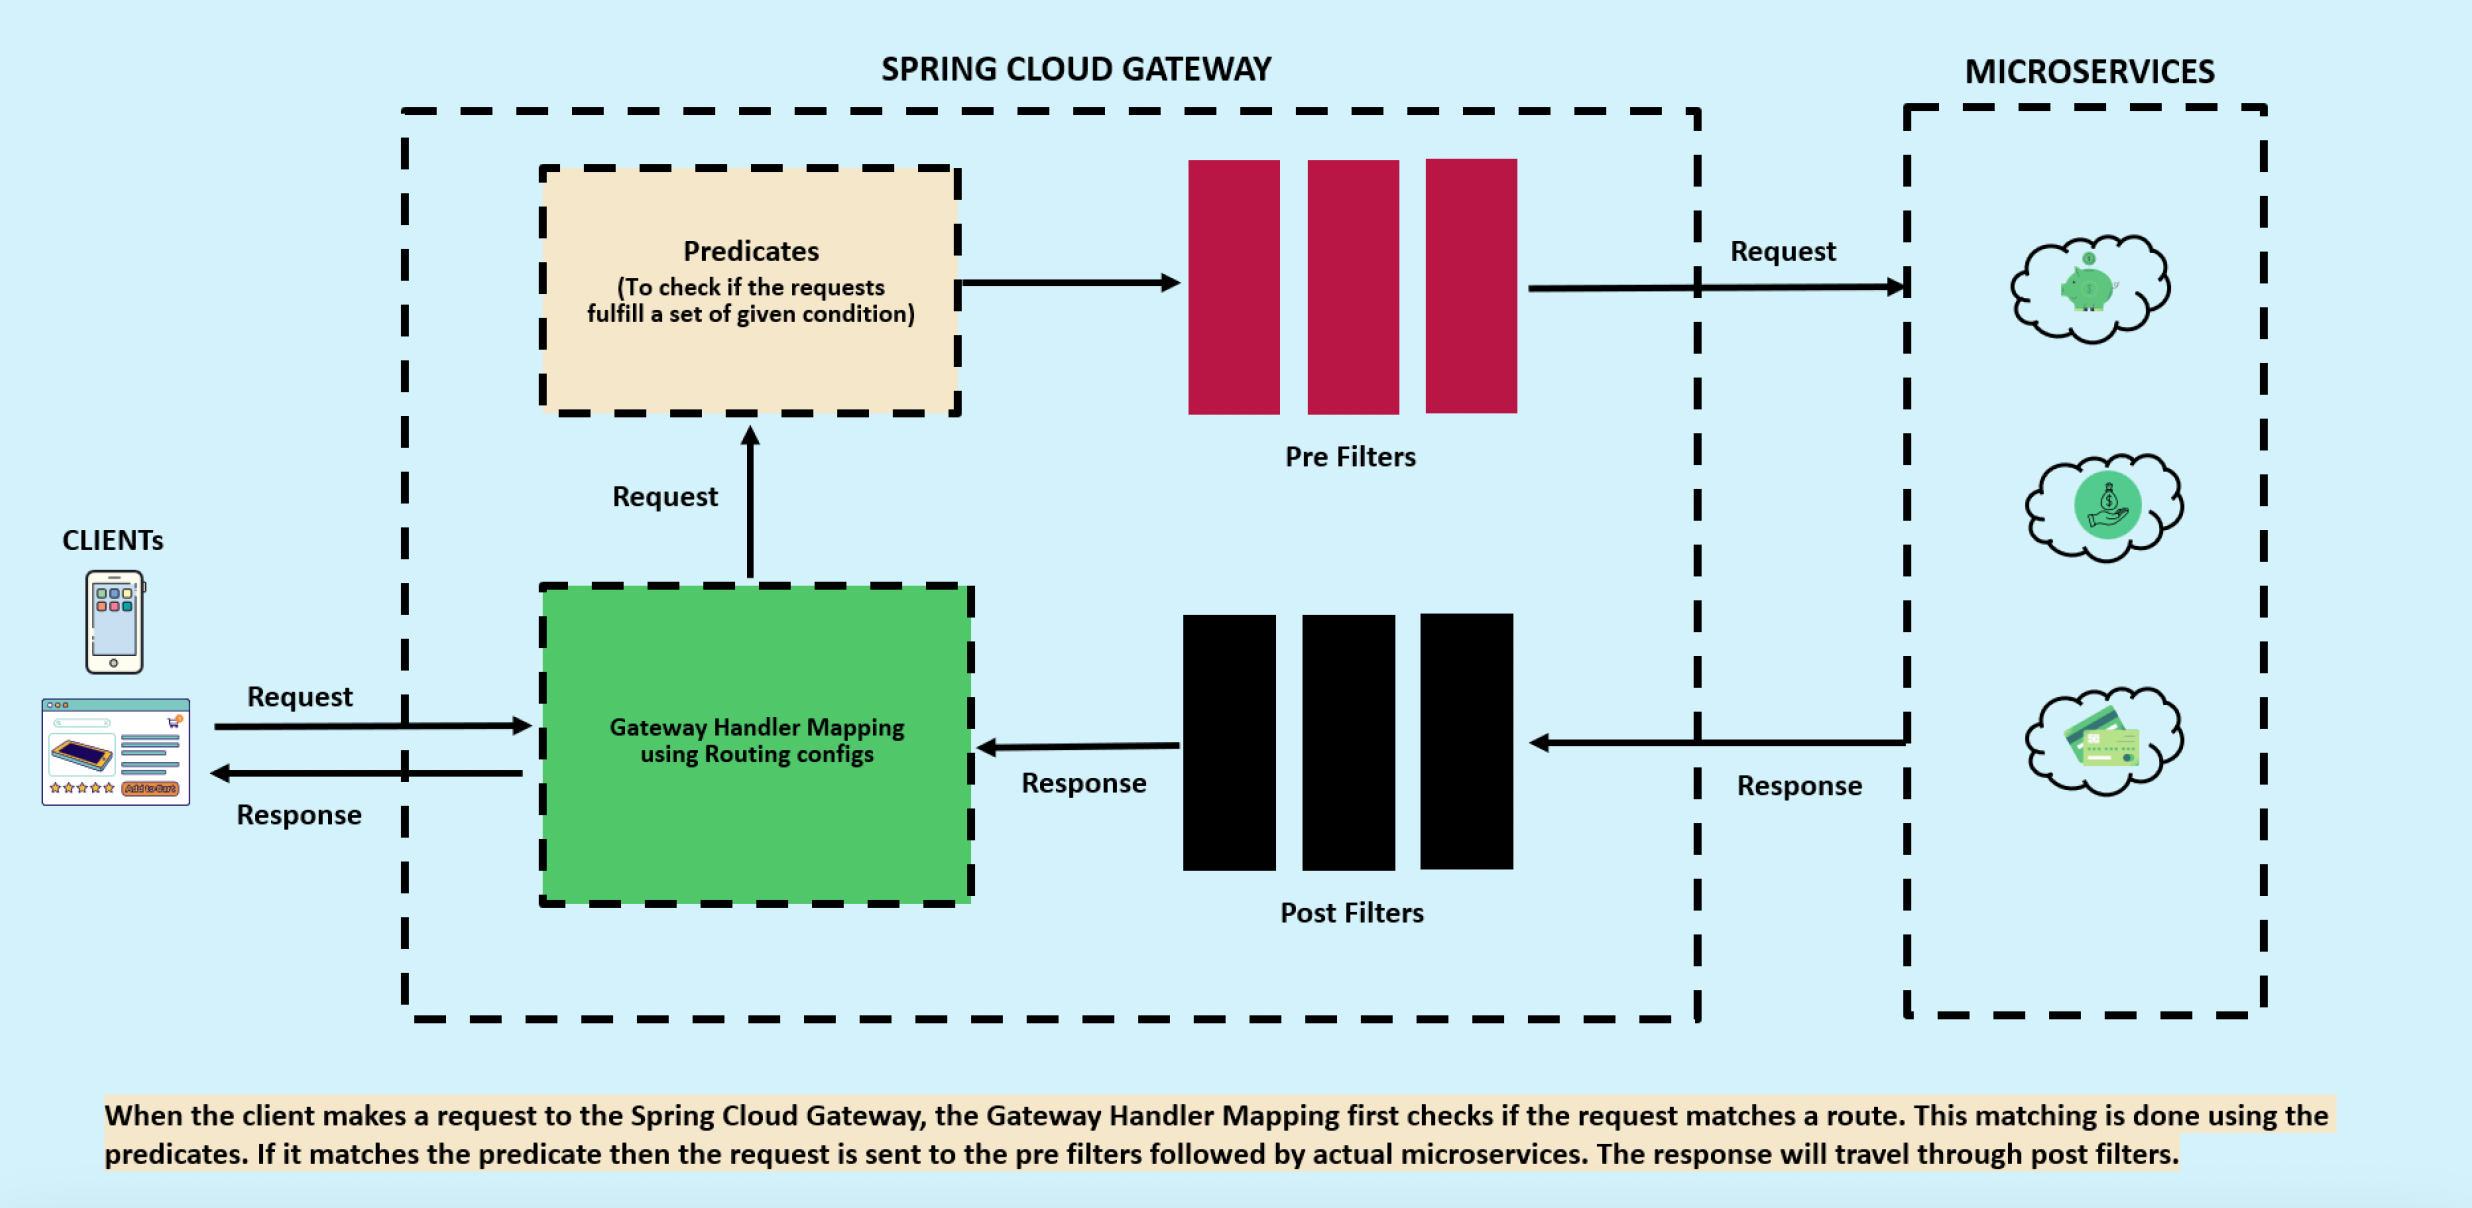 SPRING CLOUD GATEWAY
MICROSERVICES
Predicates
(To check if the requests
fulfill a set of given condition)
Request
Pre Filters
Request
CLIENTs
Request
Response
Gateway Handler Mapping
using Routing configs
Response
Response
Add to Cart
Post Filters
When the client makes a request to the Spring Cloud Gateway, the Gateway Handler Mapping first checks if the request matches a route. This matching is done using the
predicates. If it matches the predicate then the request is sent to the pre filters followed by actual microservices. The response will travel through post filters.